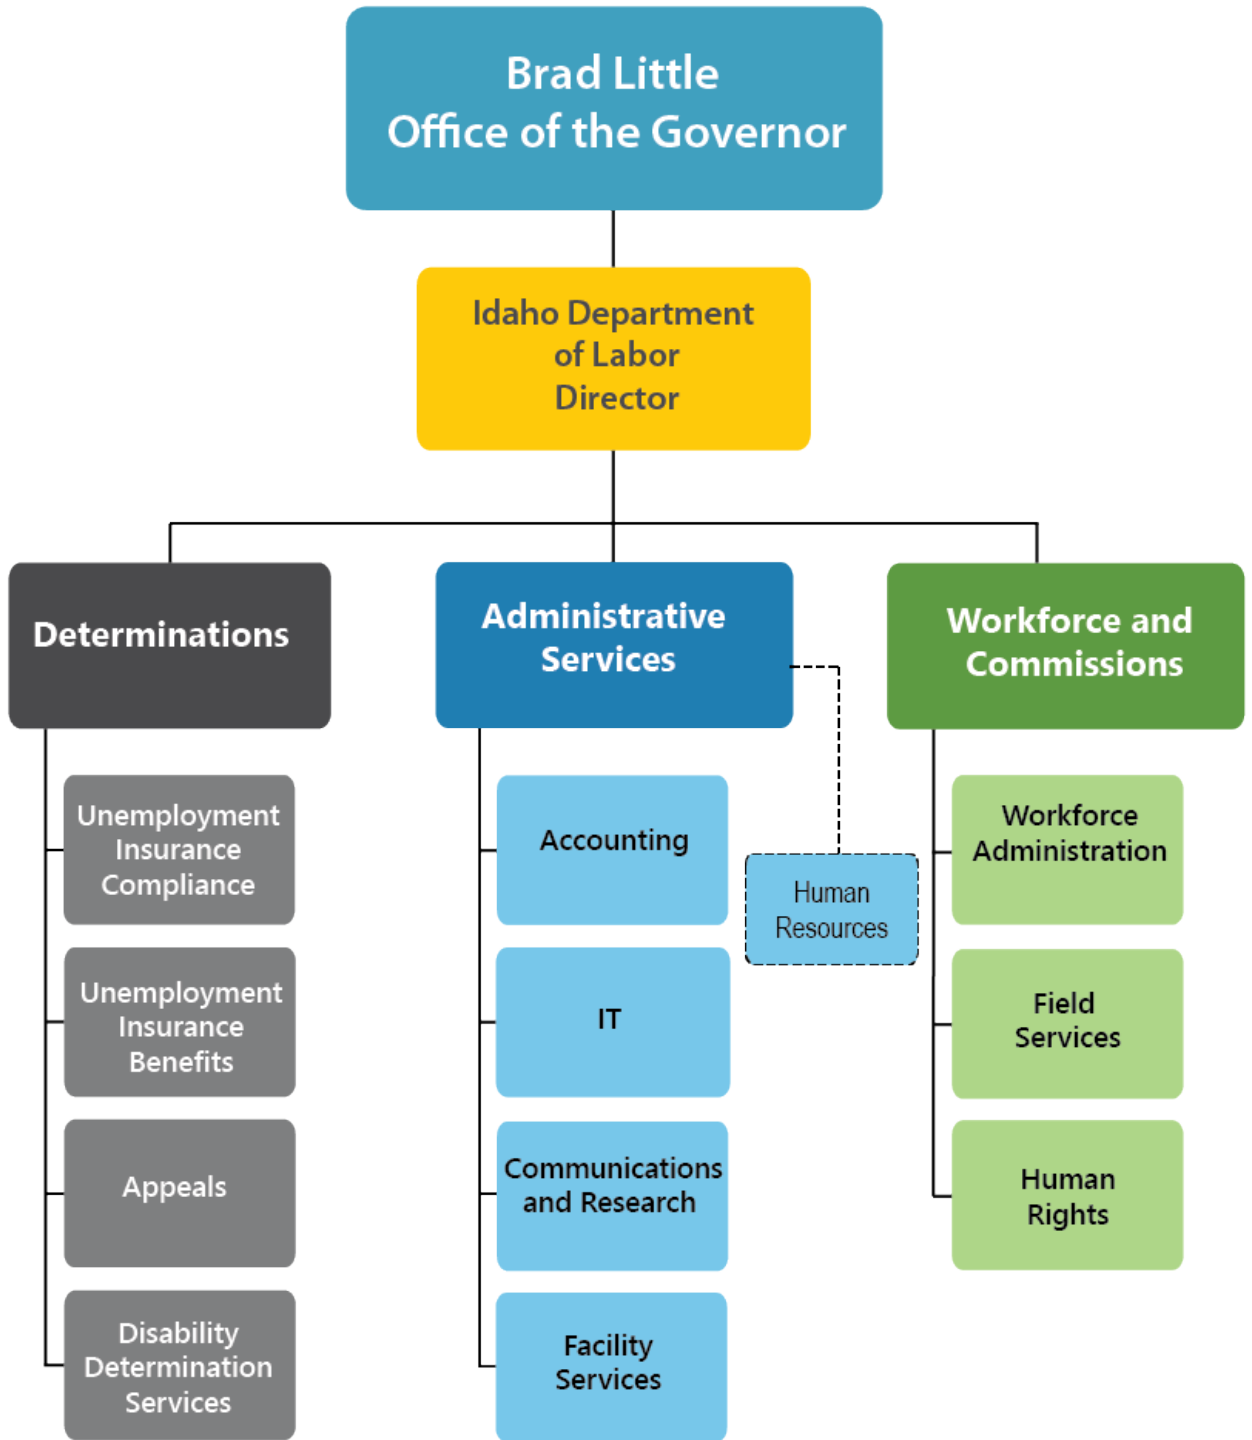 Brad Little
Office of the Governor
Idaho Department
of Labor
Director
Determinations
Unemployment
Insurance
Compliance
Unemployment
Insurance
Benefits
Appeals
Disability
Determination
Services
Administrative
Services
Accounting
IT
Communications
and Research
Facility
Services
Human
Resources
Workforce and
Commissions
Workforce
Administration
Field
Services
Human
Rights